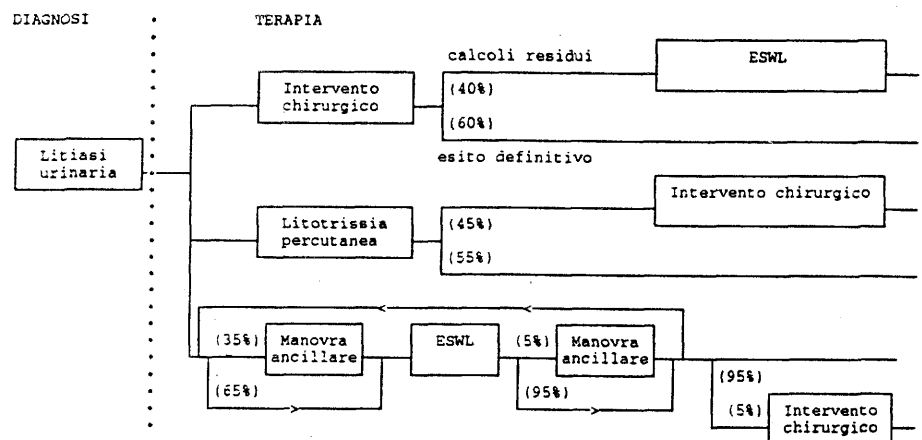 DIAGNOSI
TERAPIA
calcoli residui
ESWL
Intervento
chirurgico
(40%)
(60%)
esito definitivo
Litiasi
urinaria
Intervento chirurgico
Litotrissia
percutanea
(45%)
(55%)
(35%)
Manovra
ancillare
ESWL
(5%)
Manovra
ancillare
(65%)
(95%)
(95%)
(5%)
Intervento
chirurgico